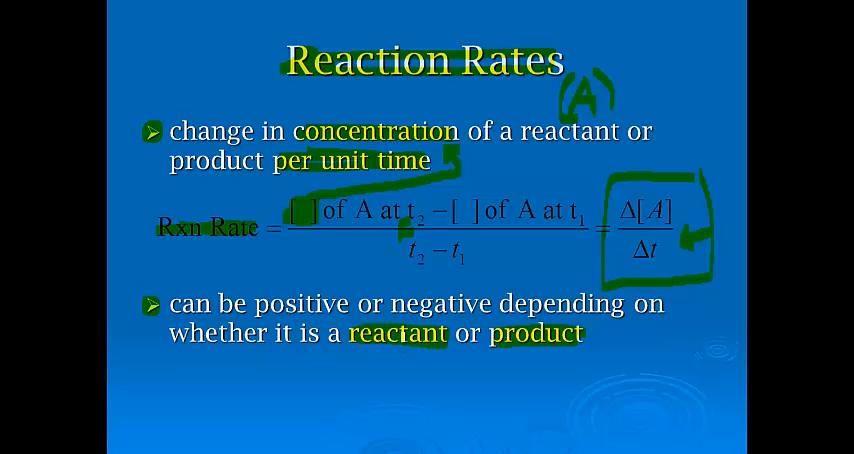 Reaction Rates
(A)
change in concentration of a reactant or
product per unit time
Rxn Rate = [ ] of A at t₂ – [ ] of A at t₁ / t₂ – t₁ = Δ[A] / Δt
can be positive or negative depending on
whether it is a reactant or product